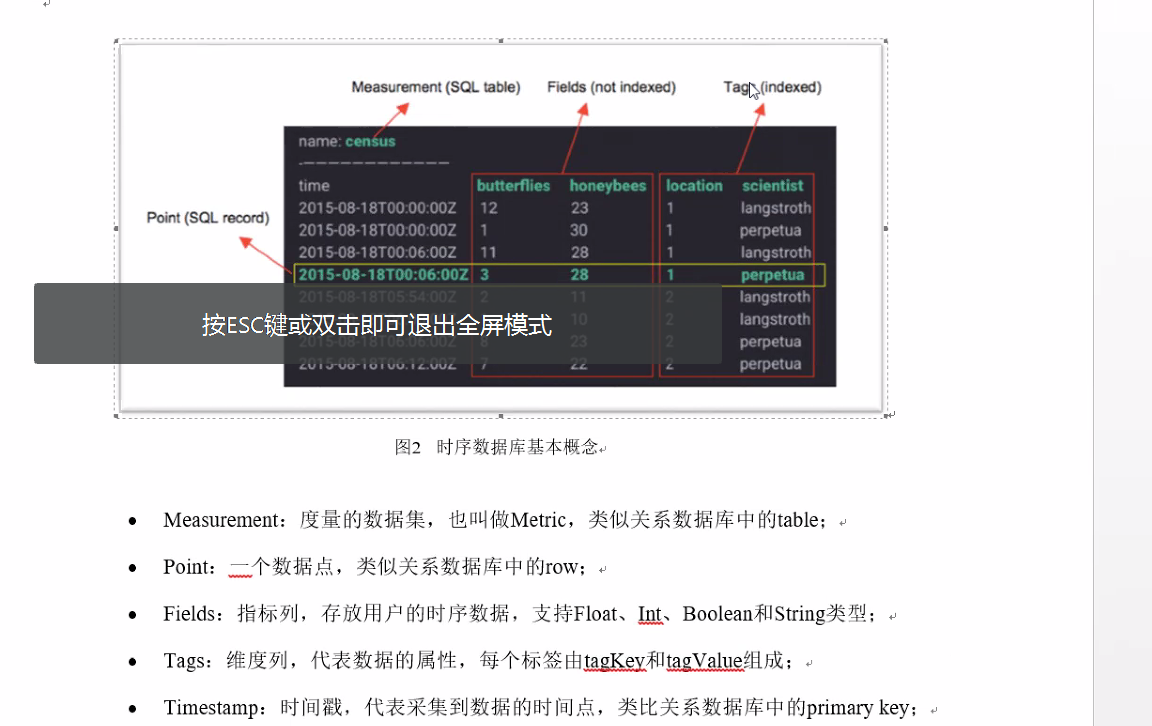 Measurement (SQL table) Fields (not indexed) Tags (indexed)
name: census
time butterflies honeybees location scientist
2015-08-18T00:00:00Z 12 23 1 langstroth
Point (SQL record)
2015-08-18T00:00:00Z 1 30 1 perpetua
2015-08-18T00:06:00Z 11 28 1 langstroth
2015-08-18T00:06:00Z 3 28 1 perpetua
2015-08-18T05:54:00Z 2 11 2 langstroth
10 2 langstroth
按ESC键或双击即可退出全屏模式
8 23 2 perpetua
2015-08-18T06:12:00Z 7 22 2 perpetua
图2 时序数据库基本概念
• Measurement：度量的数据集，也叫做Metric，类似关系数据库中的table；
• Point：一个数据点，类似关系数据库中的row；
• Fields：指标列，存放用户的时序数据，支持Float、Int、Boolean和String类型；
• Tags：维度列，代表数据的属性，每个标签由tagKey和tagValue组成；
• Timestamp：时间戳，代表采集到数据的时间点，类比关系数据库中的primary key；